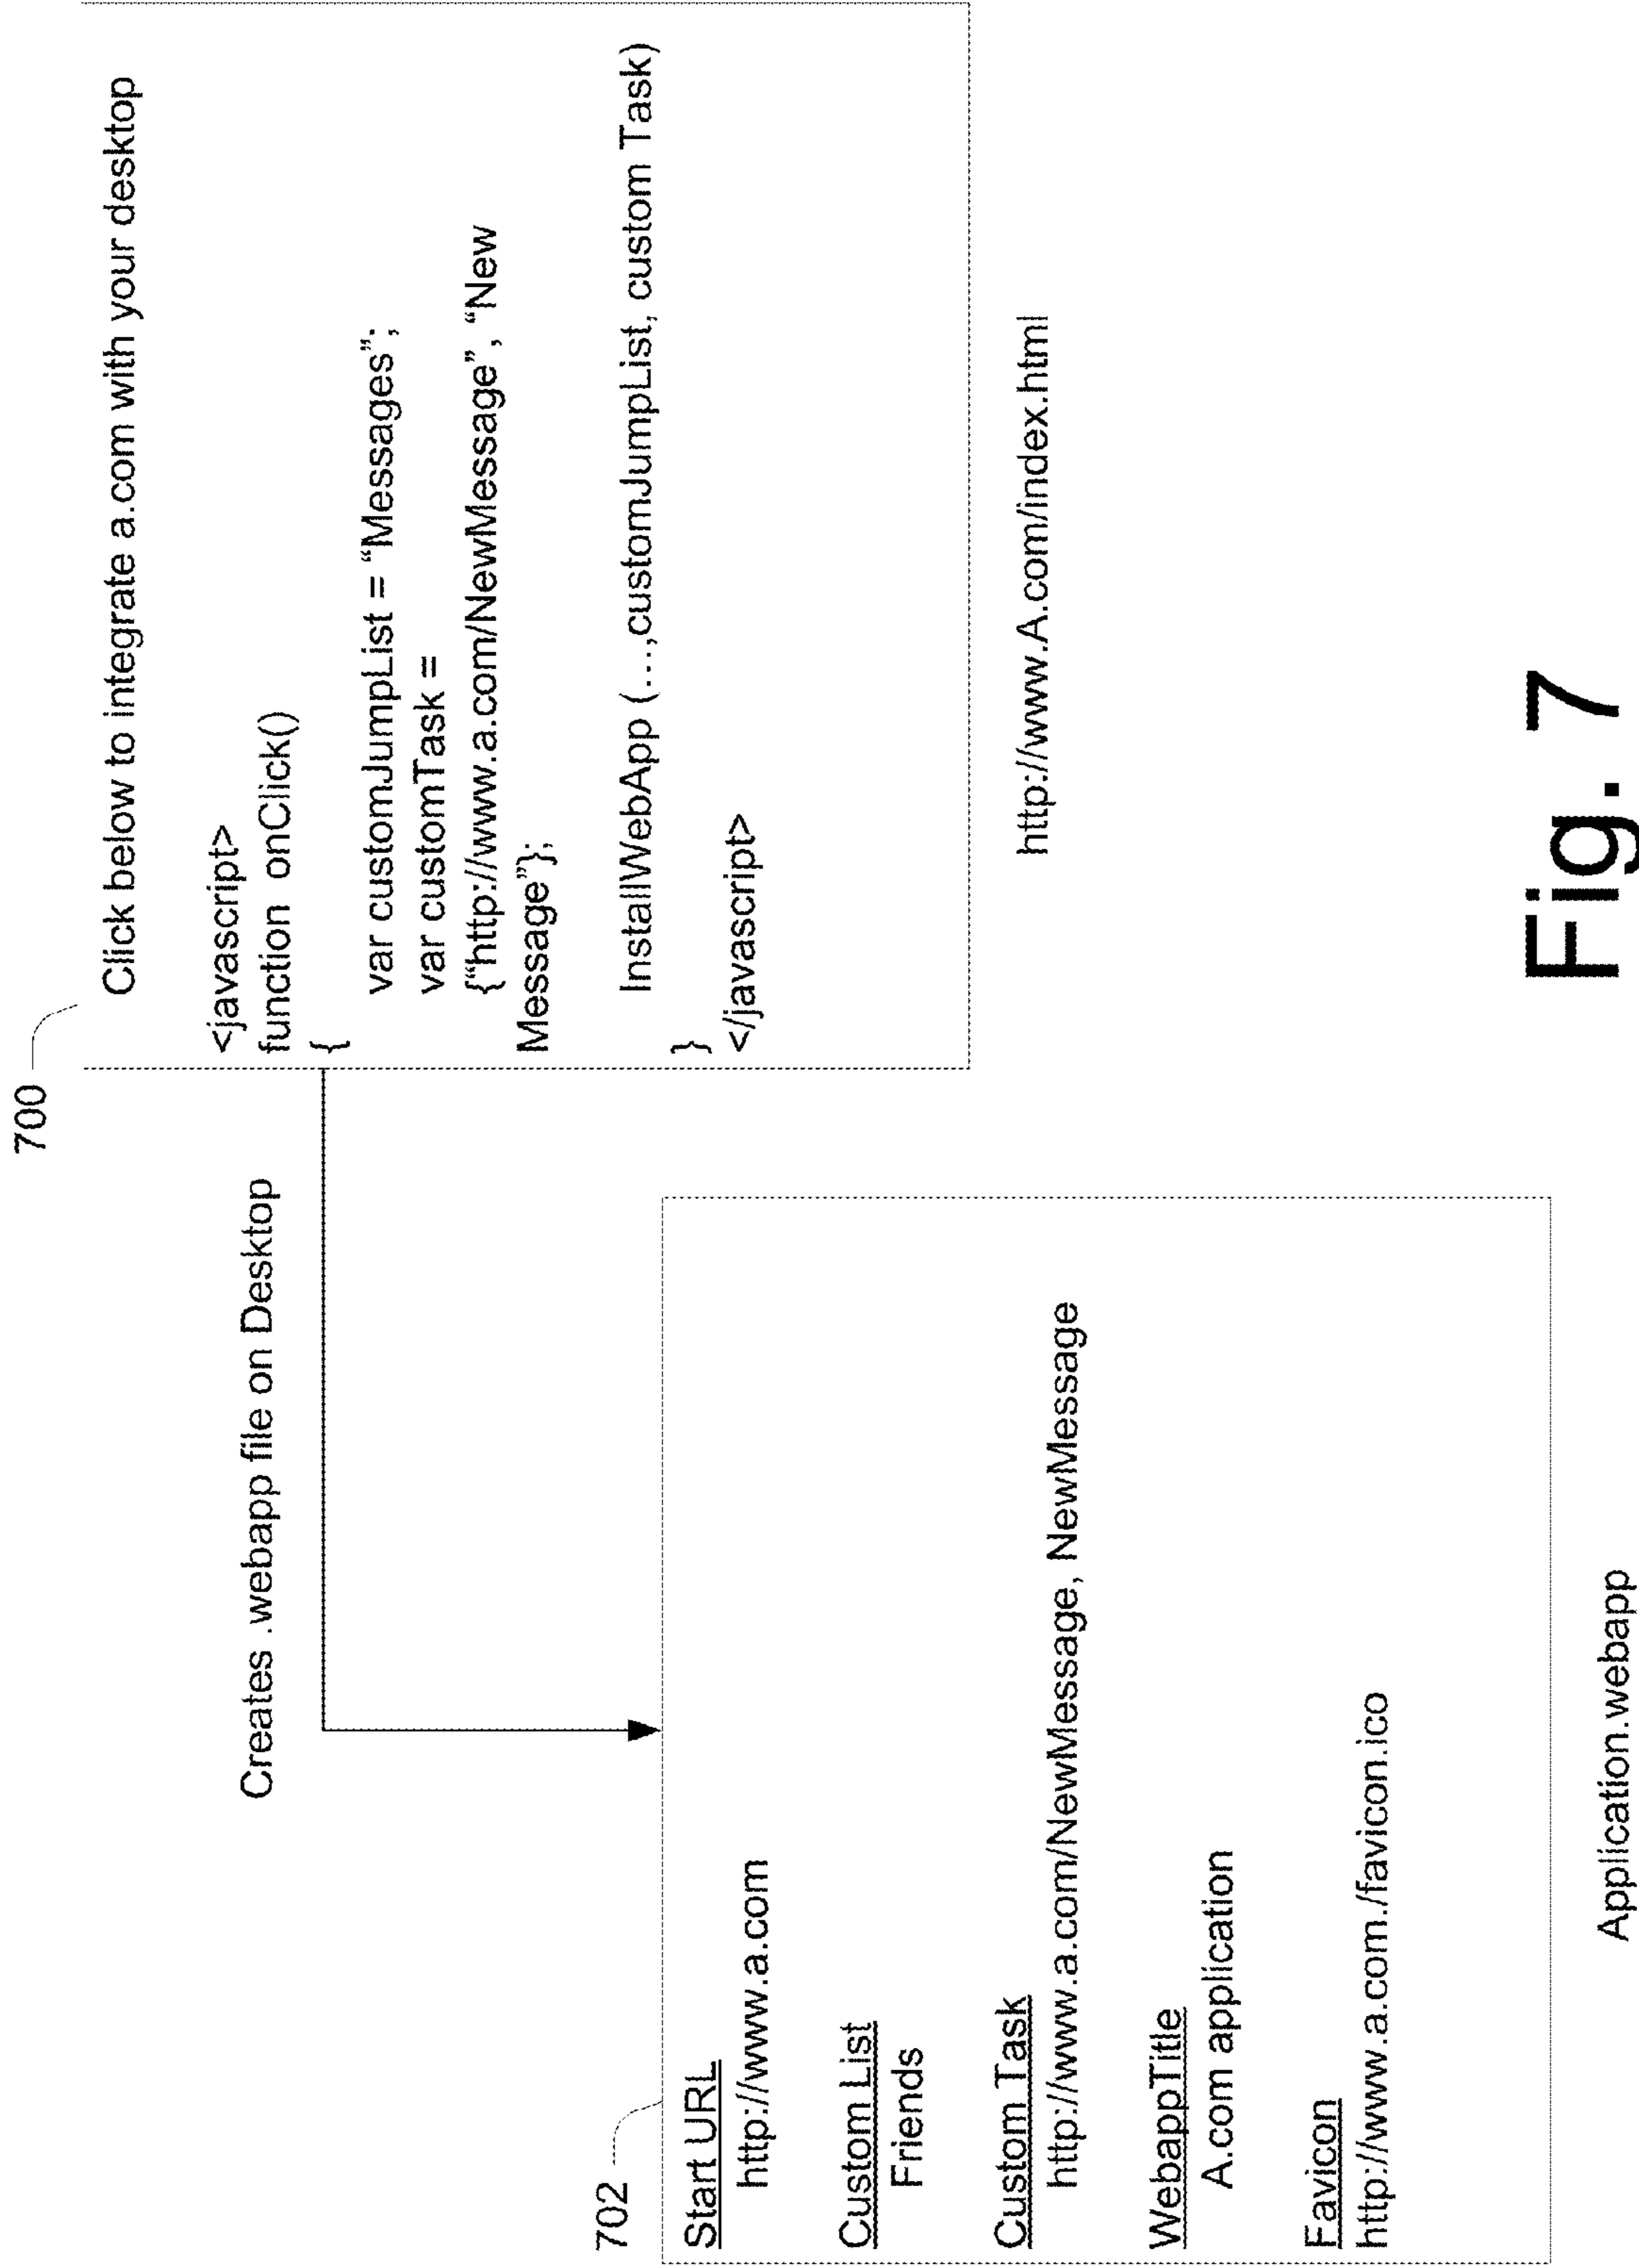 700
Click below to integrate a.com with your desktop
<javascript>
function onClick()
{
var customJumpList = “Messages”;
var customTask =
{“http://www.a.com/NewMessage”, “New
Message”};
InstallWebApp (…,customJumpList, custom Task)
}
</javascript>
http://www.A.com/index.html
Creates .webapp file on Desktop
702
Start URL
http://www.a.com
Custom List
Friends
Custom Task
http://www.a.com/NewMessage, NewMessage
WebappTitle
A.com application
Favicon
http://www.a.com./favicon.ico
Application.webapp
Fig. 7